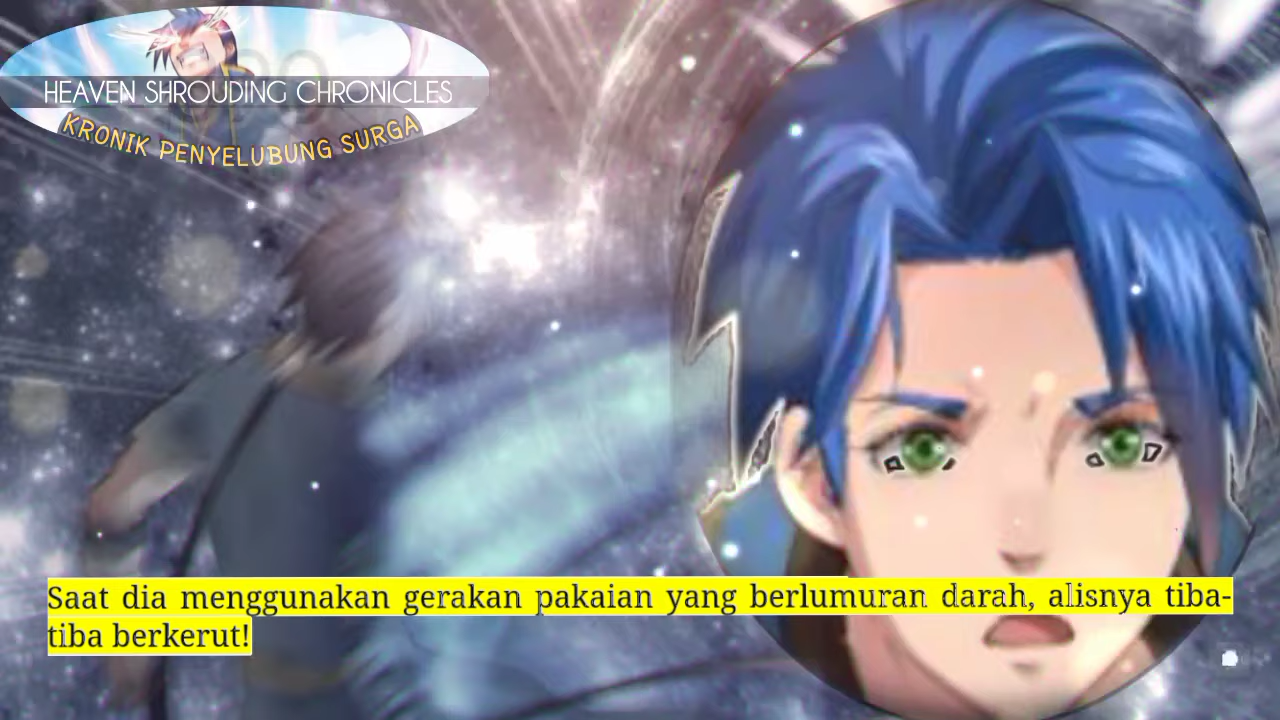 HEAVEN SHROUDING CHRONICLES
KRONIK PENYELUBUNG SURGA
Saat dia menggunakan gerakan pakaian yang berlumuran darah, alisnya tiba-
tiba berkerut!